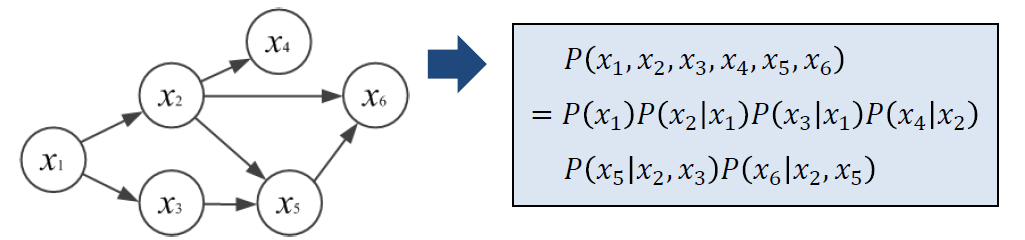 x₄
x₂
x₆
x₁
x₃
x₅
P(x₁, x₂, x₃, x₄, x₅, x₆)
= P(x₁)P(x₂|x₁)P(x₃|x₁)P(x₄|x₂)
P(x₅|x₂, x₃)P(x₆|x₂, x₅)